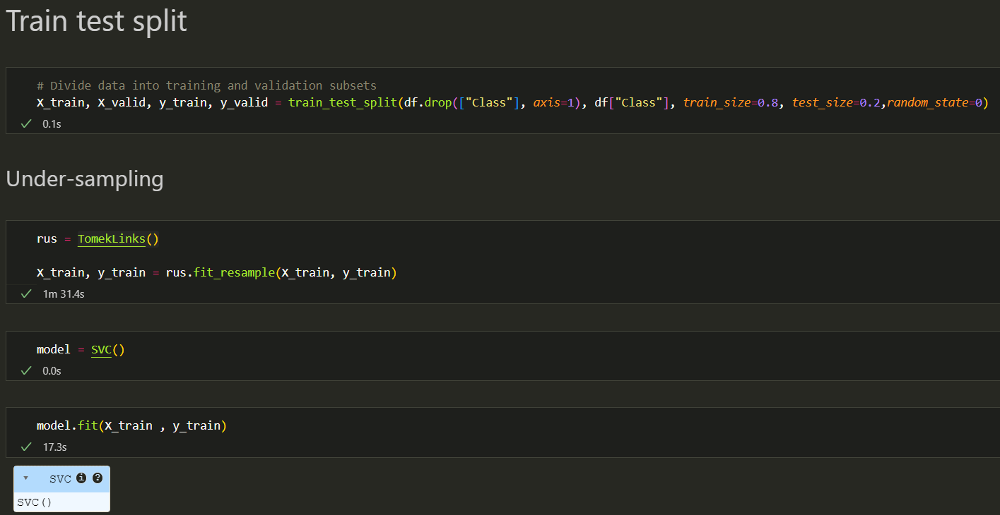 Train test split
# Divide data into training and validation subsets
X_train, X_valid, y_train, y_valid = train_test_split(df.drop(["Class"], axis=1), df["Class"], train_size=0.8, test_size=0.2,random_state=0)
0.1s
Under-sampling
rus = TomekLinks()
X_train, y_train = rus.fit_resample(X_train, y_train)
1m 31.4s
model = SVC()
0.0s
model.fit(X_train , y_train)
17.3s
SVC i ?
SVC()